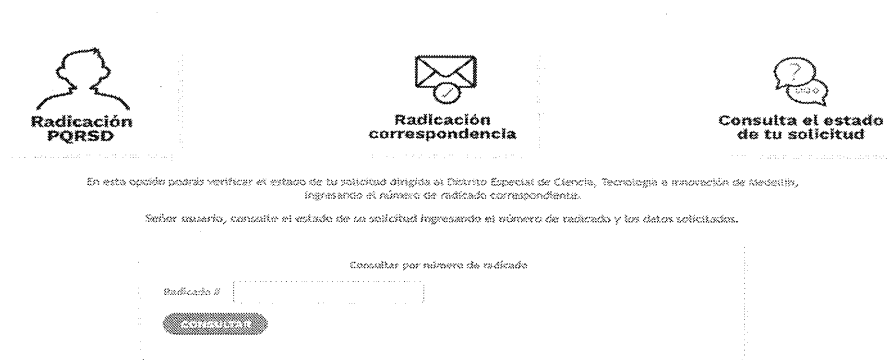 Radicación
PQRSD
Radicación
correspondencia
Consulta el estado
de tu solicitud
En esta opción podrás verificar el estado de tu solicitud dirigida al Distrito Especial de Ciencia, Tecnología e Innovación de Medellín,
ingresando el número de radicado correspondiente.
Señor usuario, consulte el estado de su solicitud ingresando el número de radicado y los datos solicitados.
Consultar por número de radicado
Radicado #
CONSULTAR